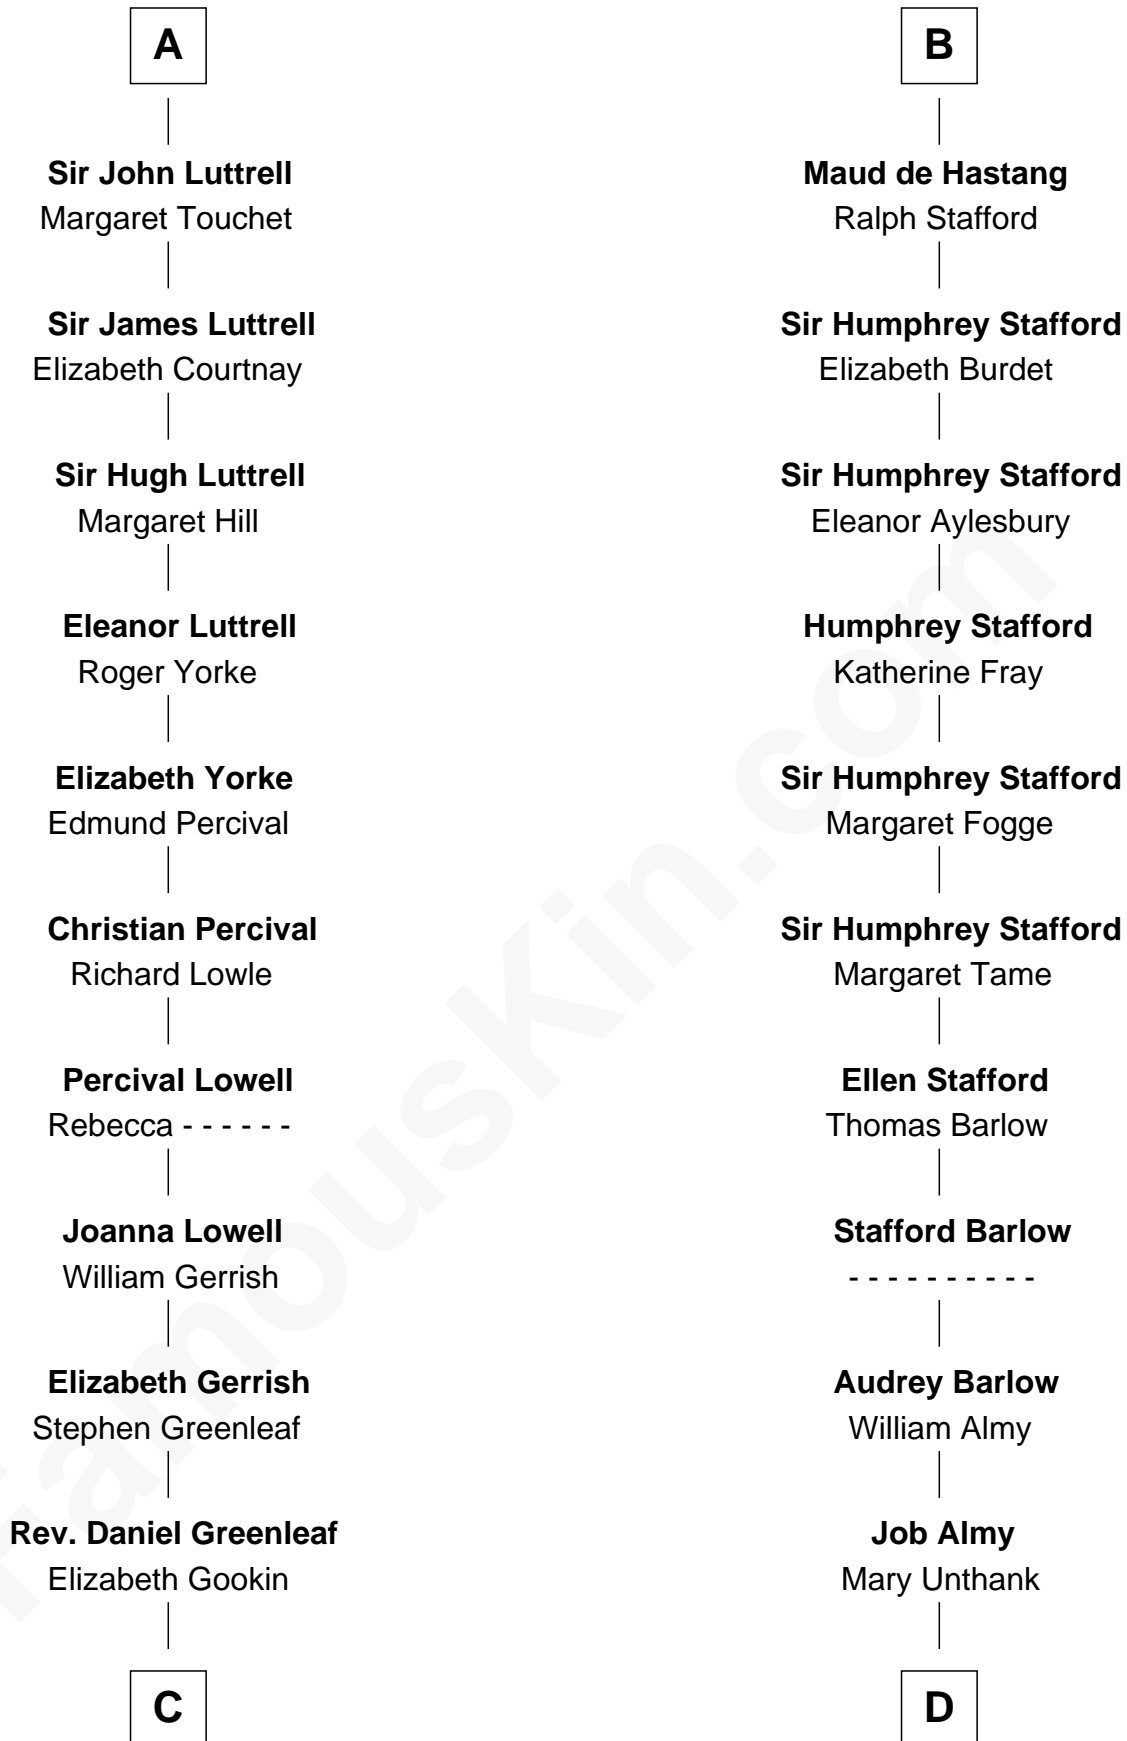 A
Sir John Luttrell
Margaret Touchet
Sir James Luttrell
Elizabeth Courtnay
Sir Hugh Luttrell
Margaret Hill
Eleanor Luttrell
Roger Yorke
Elizabeth Yorke
Edmund Percival
Christian Percival
Richard Lowle
Percival Lowell
Rebecca - - - - - -
Joanna Lowell
William Gerrish
Elizabeth Gerrish
Stephen Greenleaf
Rev. Daniel Greenleaf
Elizabeth Gookin
C
B
Maud de Hastang
Ralph Stafford
Sir Humphrey Stafford
Elizabeth Burdet
Sir Humphrey Stafford
Eleanor Aylesbury
Humphrey Stafford
Katherine Fray
Sir Humphrey Stafford
Margaret Fogge
Sir Humphrey Stafford
Margaret Tame
Ellen Stafford
Thomas Barlow
Stafford Barlow
- - - - - - - - - -
Audrey Barlow
William Almy
Job Almy
Mary Unthank
D
FamousKin.com